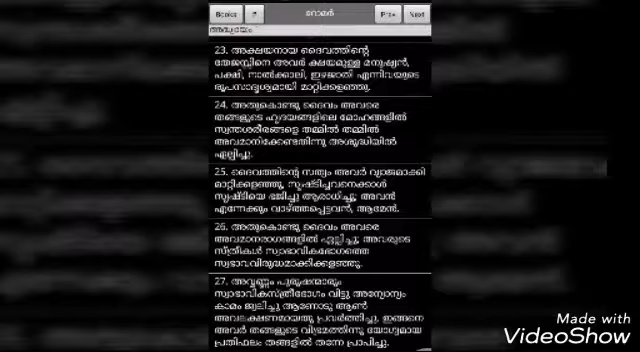 Books # റോമർ Prev Next
അദ്ധ്യായം
23. അക്ഷയനായ ദൈവത്തിന്റെ
തേജസ്സിനെ അവർ ക്ഷയമുള്ള മനുഷ്യൻ,
പക്ഷി, നാൽക്കാലി, ഇഴജാതി എന്നിവയുടെ
രൂപസാദൃശ്യമായി മാറ്റിക്കളഞ്ഞു.
24. അതുകൊണ്ടു ദൈവം അവരെ
തങ്ങളുടെ ഹൃദയങ്ങളിലെ മോഹങ്ങളിൽ
സ്വന്തശരീരങ്ങളെ തമ്മിൽ തമ്മിൽ
അവമാനിക്കേണ്ടതിന്നു അശുദ്ധിയിൽ
ഏല്പിച്ചു.
25. ദൈവത്തിന്റെ സത്യം അവർ വ്യാജമാക്കി
മാറ്റിക്കളഞ്ഞു, സൃഷ്ടിച്ചവനെക്കാൾ
സൃഷ്ടിയെ ഭജിച്ചു ആരാധിച്ചു; അവൻ
എന്നേക്കും വാഴ്ത്തപ്പെട്ടവൻ, ആമേൻ.
26. അതുകൊണ്ടു ദൈവം അവരെ
അവമാനരാഗങ്ങളിൽ ഏല്പിച്ചു; അവരുടെ
സ്ത്രീകൾ സ്വാഭാവികഭോഗത്തെ
സ്വഭാവവിരുദ്ധമാക്കിക്കളഞ്ഞു.
27. അവ്വണ്ണം പുരുഷന്മാരും
സ്വാഭാവികസ്ത്രീഭോഗം വിട്ടു അന്യോന്യം
കാമം ജ്വലിച്ചു ആണോടു ആൺ
അവലക്ഷണമായതു പ്രവർത്തിച്ചു. ഇങ്ങനെ
അവർ തങ്ങളുടെ വിഭ്രമത്തിന്നു യോഗ്യമായ
പ്രതിഫലം തങ്ങളിൽ തന്നേ പ്രാപിച്ചു.
Made with
VideoShow